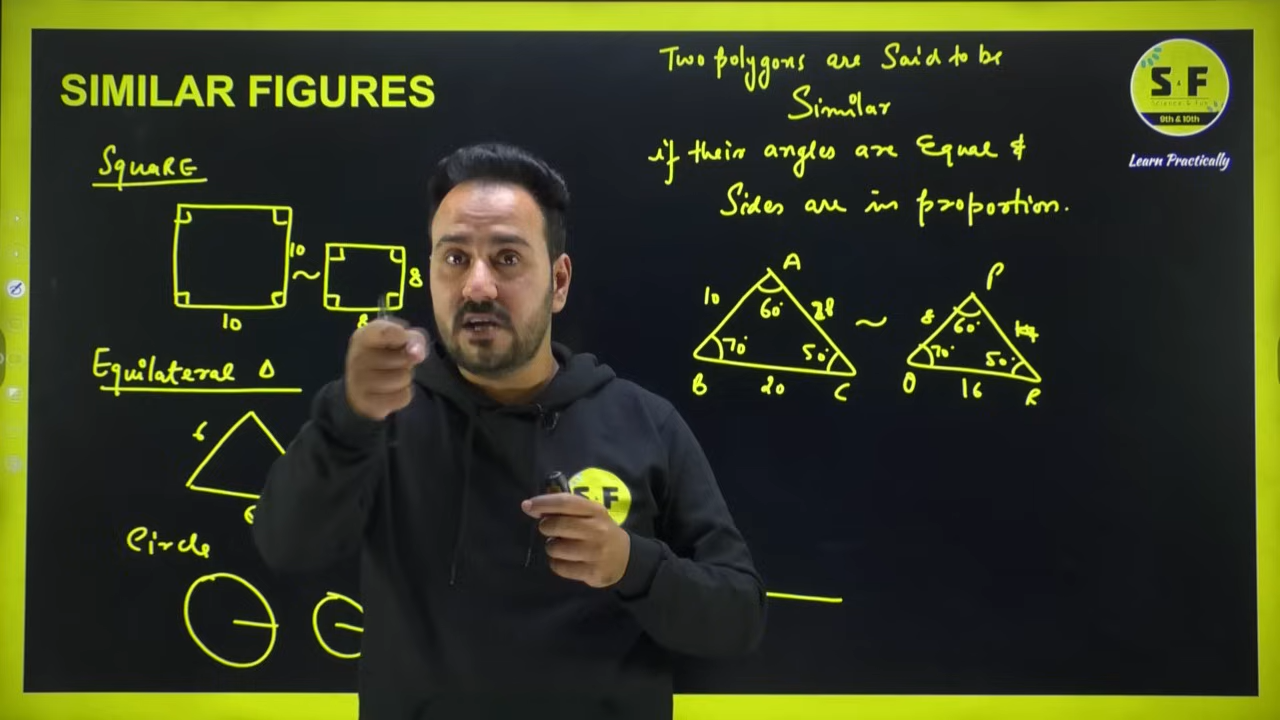 SIMILAR FIGURES
Square
10
10
~
8
8
Equilateral Δ
6
Circle
Two polygons are Said to be
Similar
if their angles are Equal &
Sides are in proportion.
A
10
60°
70°
50°
B
20
C
~
P
8
60°
70°
50°
Q
16
R
S&F
Science & Fun
9th & 10th
Learn Practically
S&F